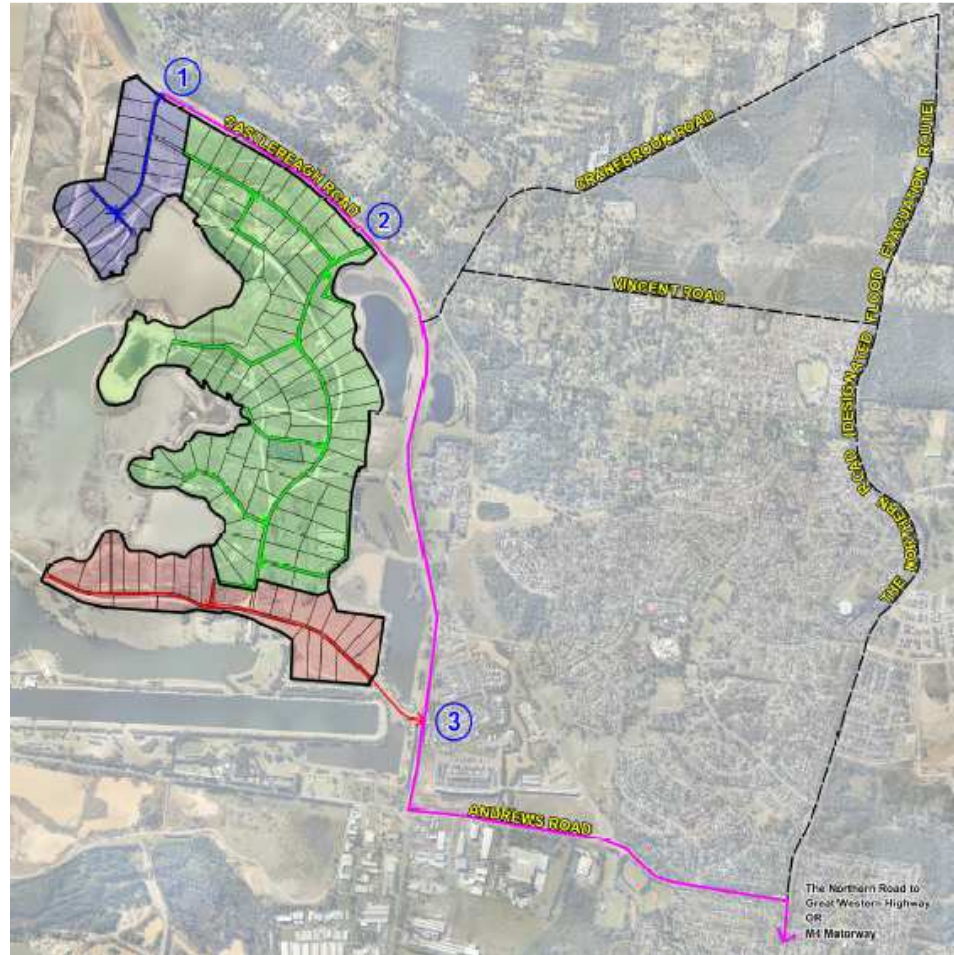 1
CASTLEREAGH ROAD
2
CRANEBROOK ROAD
VINCENT ROAD
THE NORTHERN ROAD (DESIGNATED FLOOD EVACUATION ROUTE)
3
ANDREWS ROAD
The Northern Road to
Great Western Highway
OR
M4 Motorway